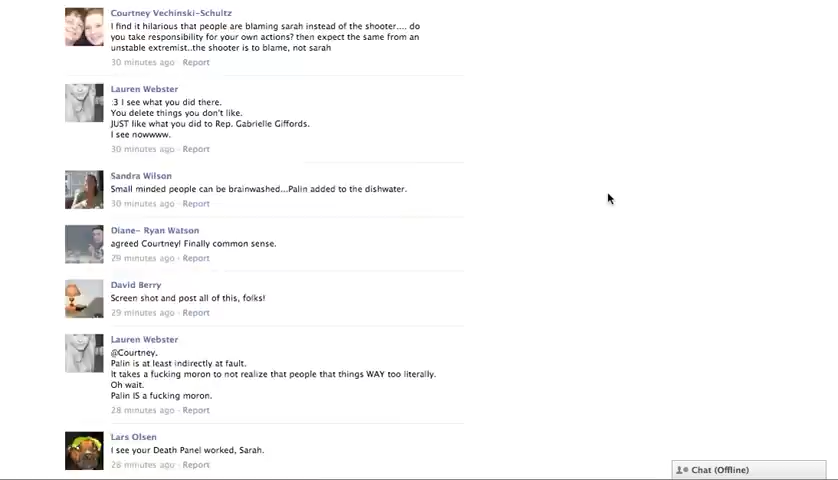 Courtney Vechinski-Schultz
I find it hilarious that people are blaming sarah instead of the shooter.... do
you take responsibility for your own actions? then expect the same from an
unstable extremist..the shooter is to blame, not sarah
30 minutes ago · Report
Lauren Webster
:3 I see what you did there.
You delete things you don't like.
JUST like what you did to Rep. Gabrielle Giffords.
I see nowwww.
30 minutes ago · Report
Sandra Wilson
Small minded people can be brainwashed...Palin added to the dishwater.
30 minutes ago · Report
Diane- Ryan Watson
agreed Courtney! Finally common sense.
29 minutes ago · Report
David Berry
Screen shot and post all of this, folks!
29 minutes ago · Report
Lauren Webster
@Courtney,
Palin is at least indirectly at fault.
It takes a fucking moron to not realize that people that things WAY too literally.
Oh wait.
Palin IS a fucking moron.
28 minutes ago · Report
Lars Olsen
I see your Death Panel worked, Sarah.
28 minutes ago · Report
Chat (Offline)